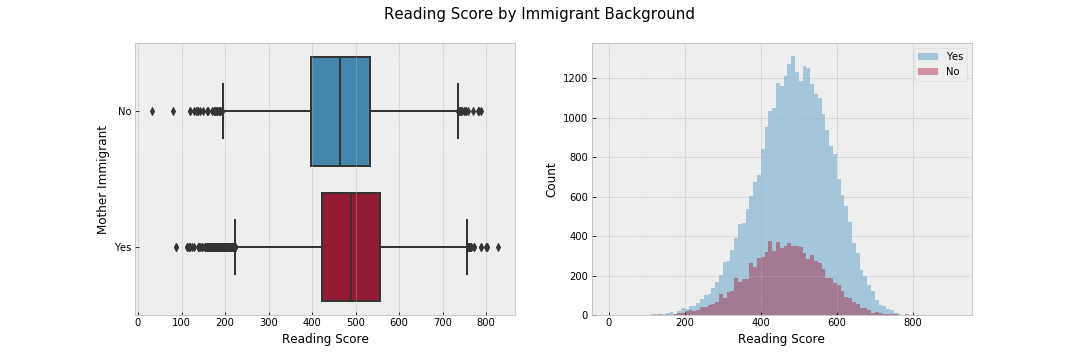 Reading Score by Immigrant Background
Mother Immigrant
No
Yes
0 100 200 300 400 500 600 700 800
Reading Score
Count
1200
1000
800
600
400
200
0
0 200 400 600 800
Reading Score
Yes
No